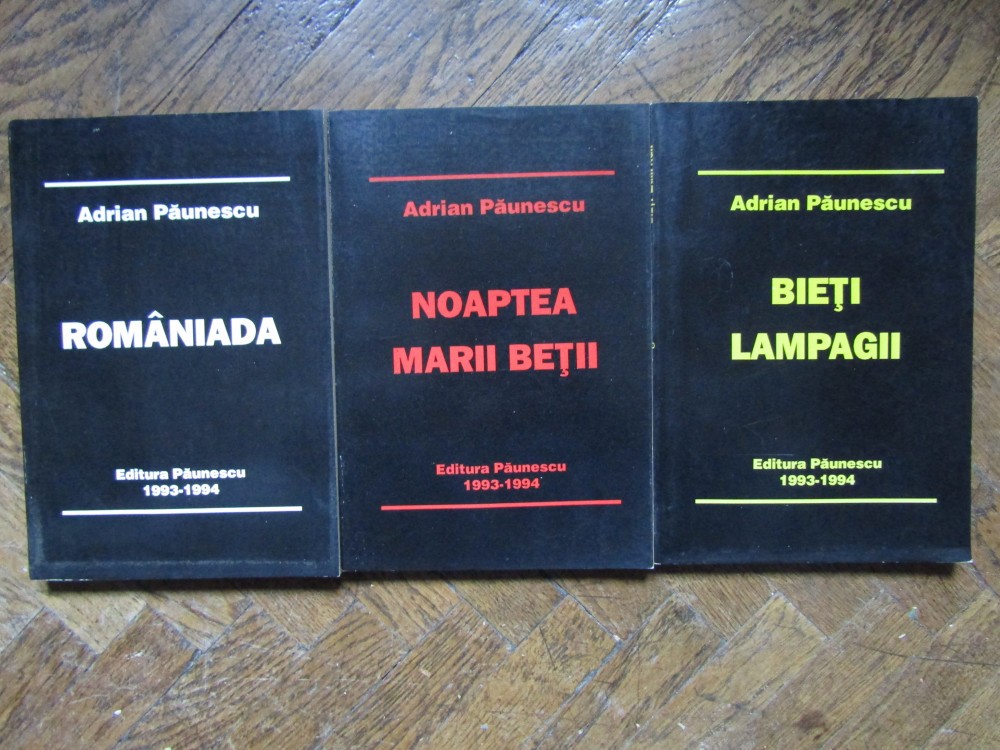 Adrian Păunescu
ROMÂNIADA
Editura Păunescu
1993-1994
Adrian Păunescu
NOAPTEA
MARII BEŢII
Editura Păunescu
1993-1994
Adrian Păunescu
BIEŢI
LAMPAGII
Editura Păunescu
1993-1994